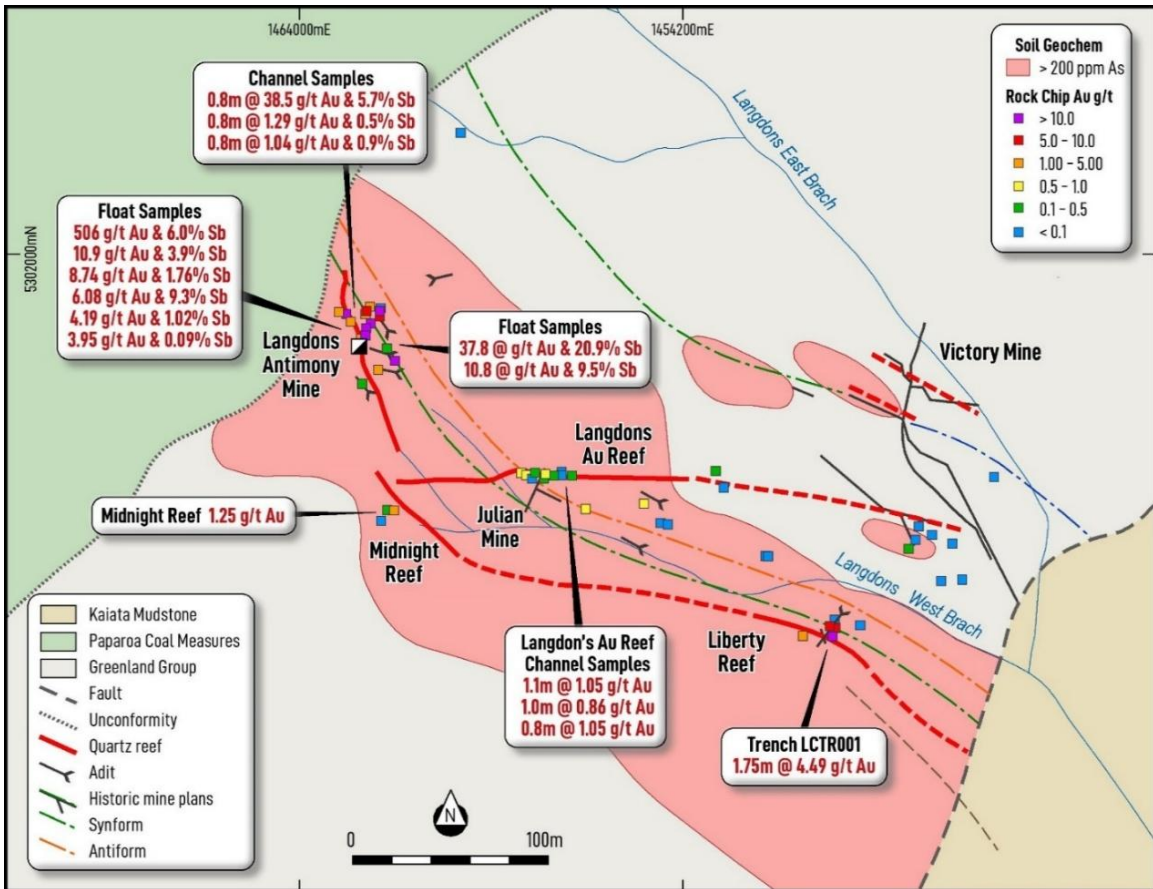 1464000mE
1454200mE
5302000mN
Channel Samples
0.8m @ 38.5 g/t Au & 5.7% Sb
0.8m @ 1.29 g/t Au & 0.5% Sb
0.8m @ 1.04 g/t Au & 0.9% Sb
Soil Geochem
> 200 ppm As
Rock Chip Au g/t
> 10.0
5.0 - 10.0
1.00 - 5.00
0.5 - 1.0
0.1 - 0.5
< 0.1
Langdons East Brach
Float Samples
506 g/t Au & 6.0% Sb
10.9 g/t Au & 3.9% Sb
8.74 g/t Au & 1.76% Sb
6.08 g/t Au & 9.3% Sb
4.19 g/t Au & 1.02% Sb
3.95 g/t Au & 0.09% Sb
Langdons
Antimony
Mine
Float Samples
37.8 @ g/t Au & 20.9% Sb
10.8 @ g/t Au & 9.5% Sb
Victory Mine
Langdons
Au Reef
Midnight Reef 1.25 g/t Au
Julian
Mine
Midnight
Reef
Langdons West Brach
Liberty
Reef
Langdon's Au Reef
Channel Samples
1.1m @ 1.05 g/t Au
1.0m @ 0.86 g/t Au
0.8m @ 1.05 g/t Au
Trench LCTR001
1.75m @ 4.49 g/t Au
Kaiata Mudstone
Paparoa Coal Measures
Greenland Group
Fault
Unconformity
Quartz reef
Adit
Historic mine plans
Synform
Antiform
N
0 100m